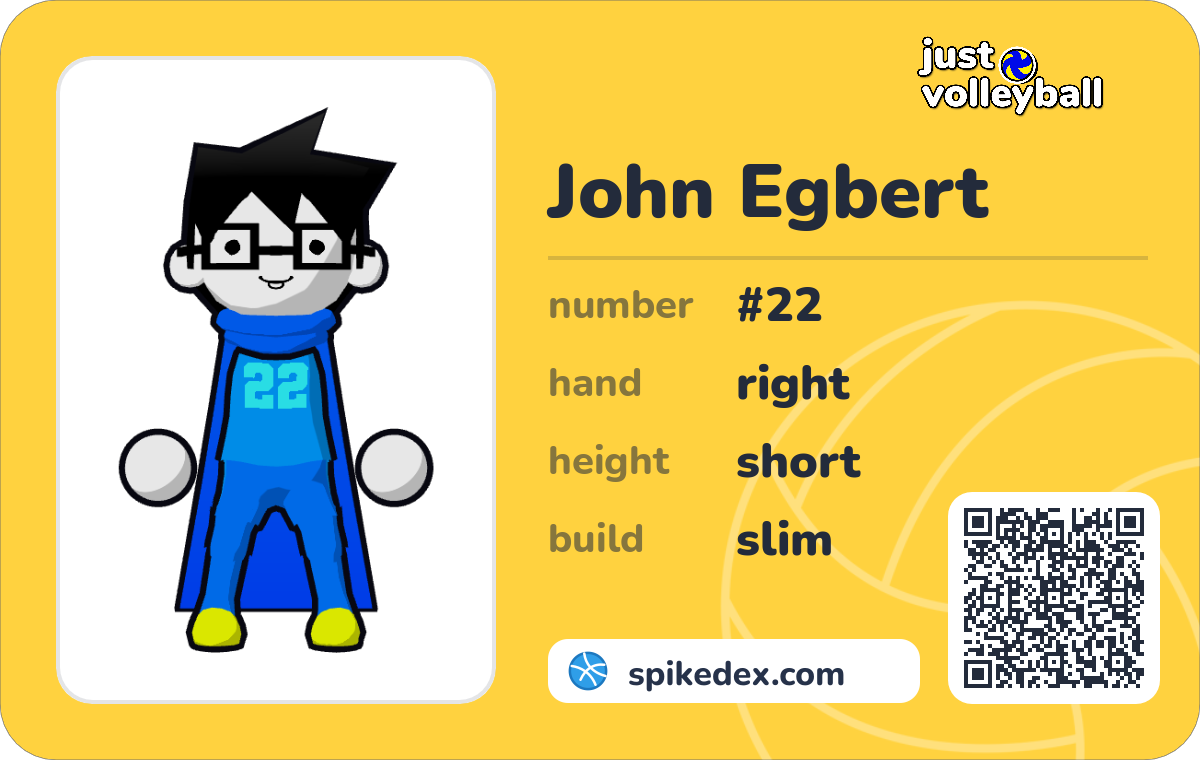 just
volleyball
John Egbert
number #22
hand right
height short
build slim
22
spikedex.com